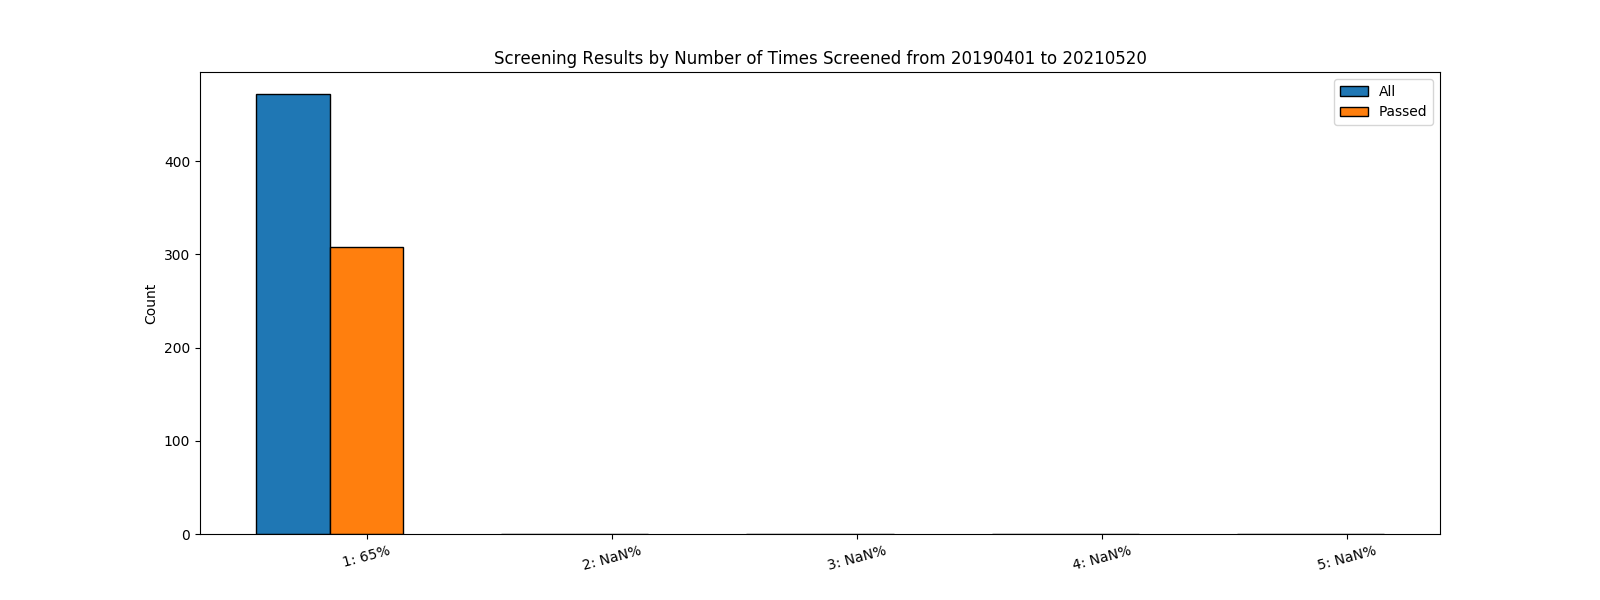 Screening Results by Number of Times Screened from 20190401 to 20210520
All
Passed
400
300
200
100
0
Count
1: 65%
2: NaN%
3: NaN%
4: NaN%
5: NaN%